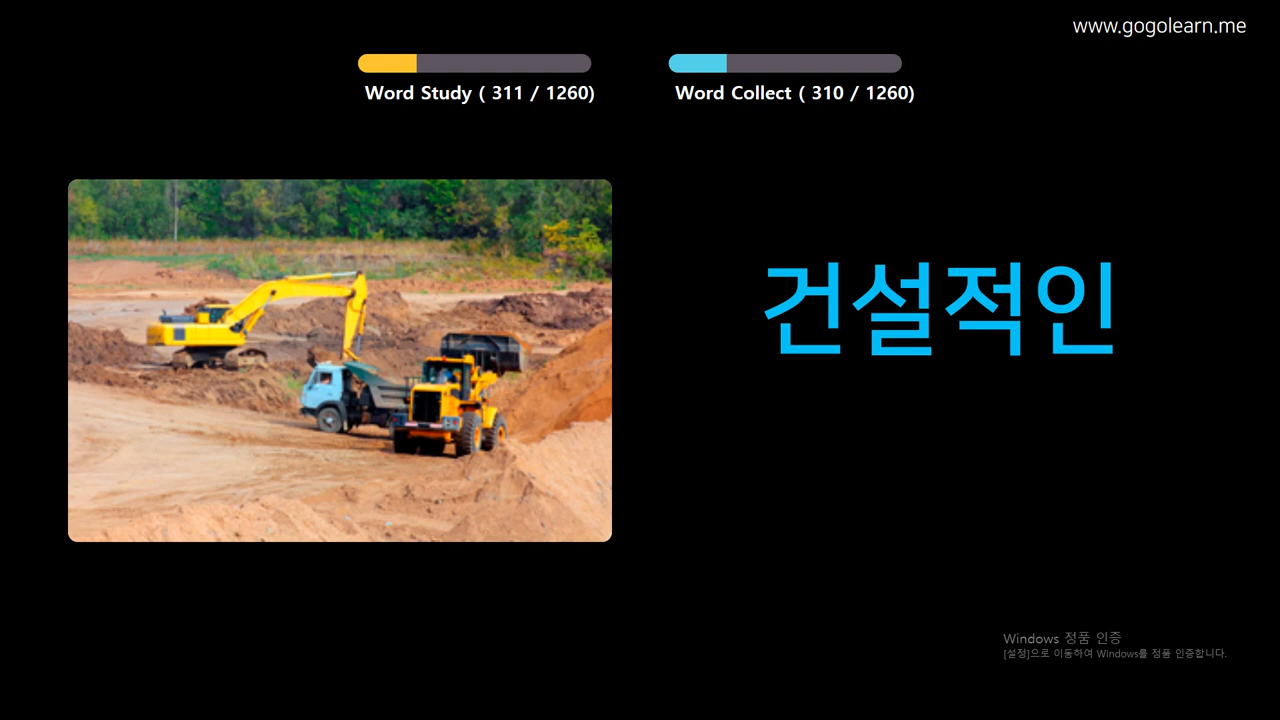 www.gogolearn.me
Word Study ( 311 / 1260)
Word Collect ( 310 / 1260)
건설적인
Windows 정품 인증
[설정]으로 이동하여 Windows를 정품 인증합니다.